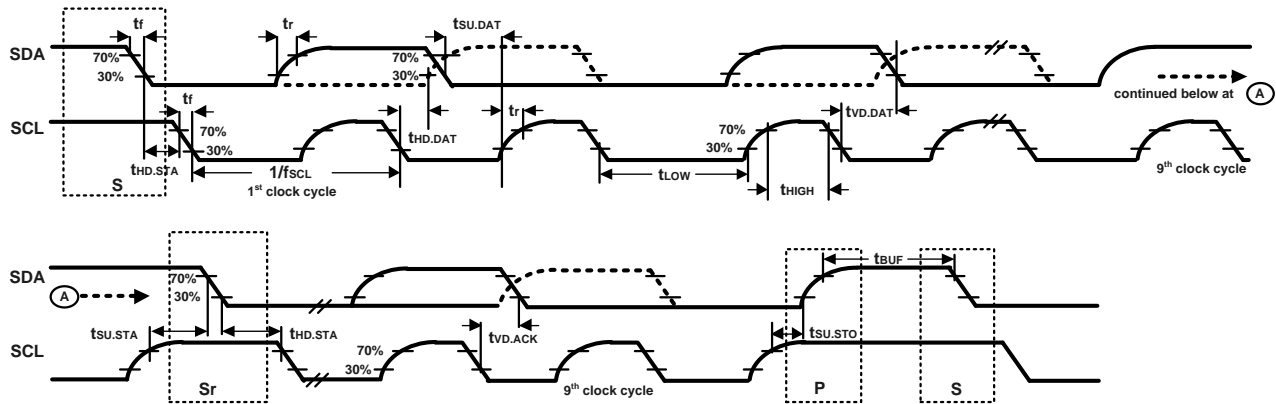 tf tr tSU.DAT
SDA 70% 30% 70% 30%
continued below at A
tf tr
SCL 70% 30% tHD.DAT 70% 30% tVD.DAT
tHD.STA 1/fSCL tLOW tHIGH
S 1st clock cycle 9th clock cycle
tBUF
SDA 70% 30%
A
tSU.STA tHD.STA tVD.ACK tSU.STO
SCL 70% 30%
Sr 9th clock cycle P S